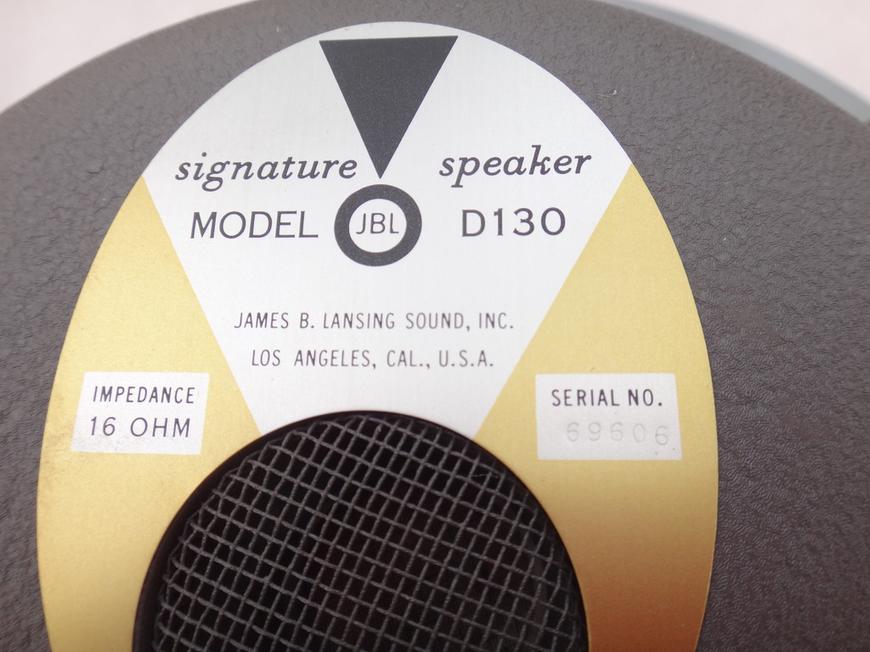 signature speaker
MODEL JBL D130
JAMES B. LANSING SOUND, INC.
LOS ANGELES, CAL., U.S.A.
IMPEDANCE
16 OHM
SERIAL NO.
69606